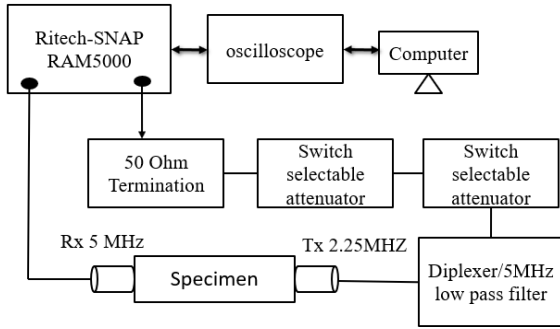 Ritech-SNAP
RAM5000
oscilloscope
Computer
50 Ohm
Termination
Switch
selectable
attenuator
Switch
selectable
attenuator
Rx 5 MHz
Specimen
Tx 2.25MHZ
Diplexer/5MHz
low pass filter